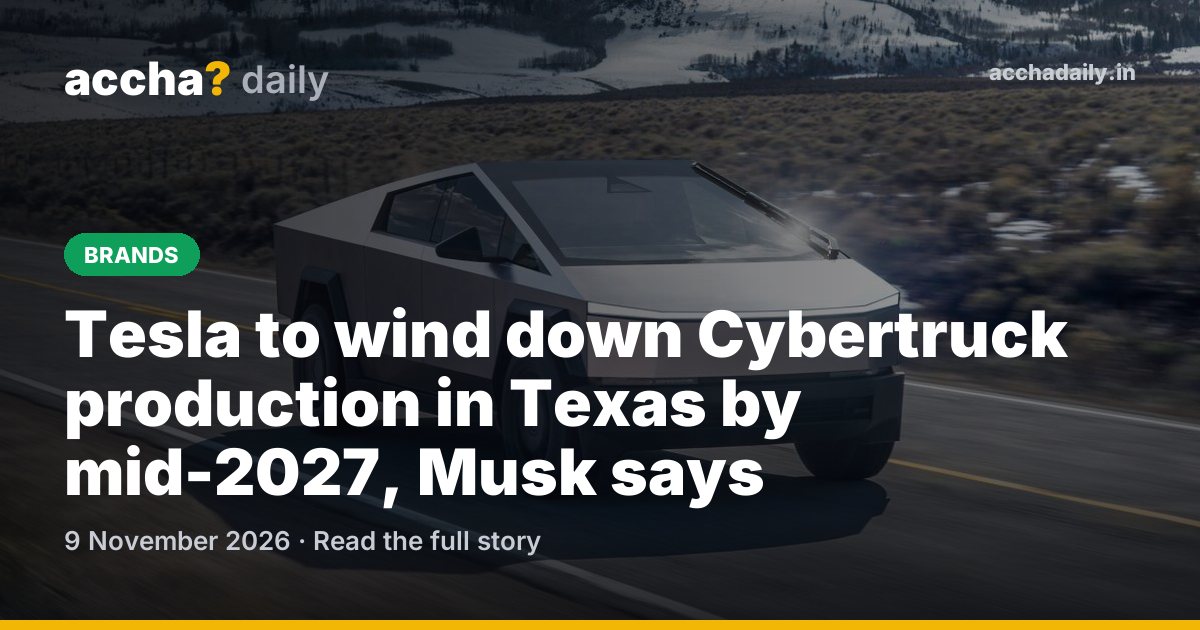 accha? daily
acchadaily.in
BRANDS
Tesla to wind down Cybertruck
production in Texas by
mid-2027, Musk says
9 November 2026 · Read the full story